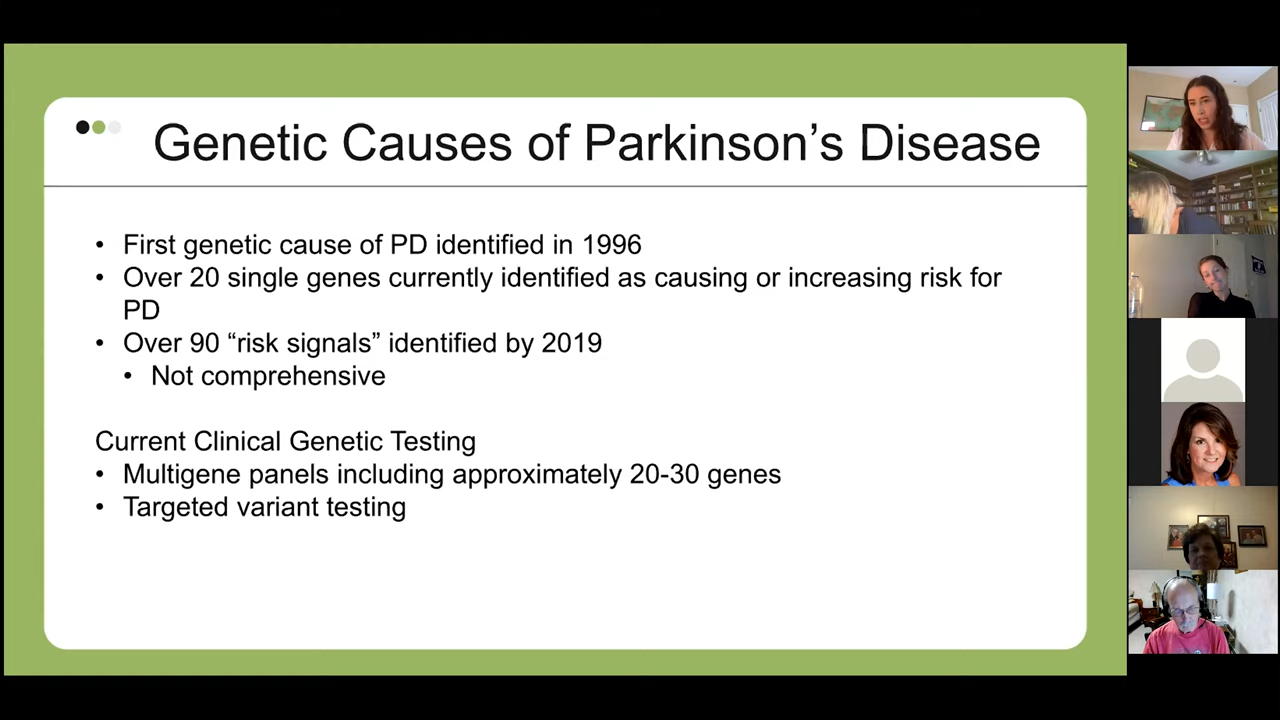 Genetic Causes of Parkinson’s Disease
• First genetic cause of PD identified in 1996
• Over 20 single genes currently identified as causing or increasing risk for
PD
• Over 90 “risk signals” identified by 2019
• Not comprehensive
Current Clinical Genetic Testing
• Multigene panels including approximately 20-30 genes
• Targeted variant testing